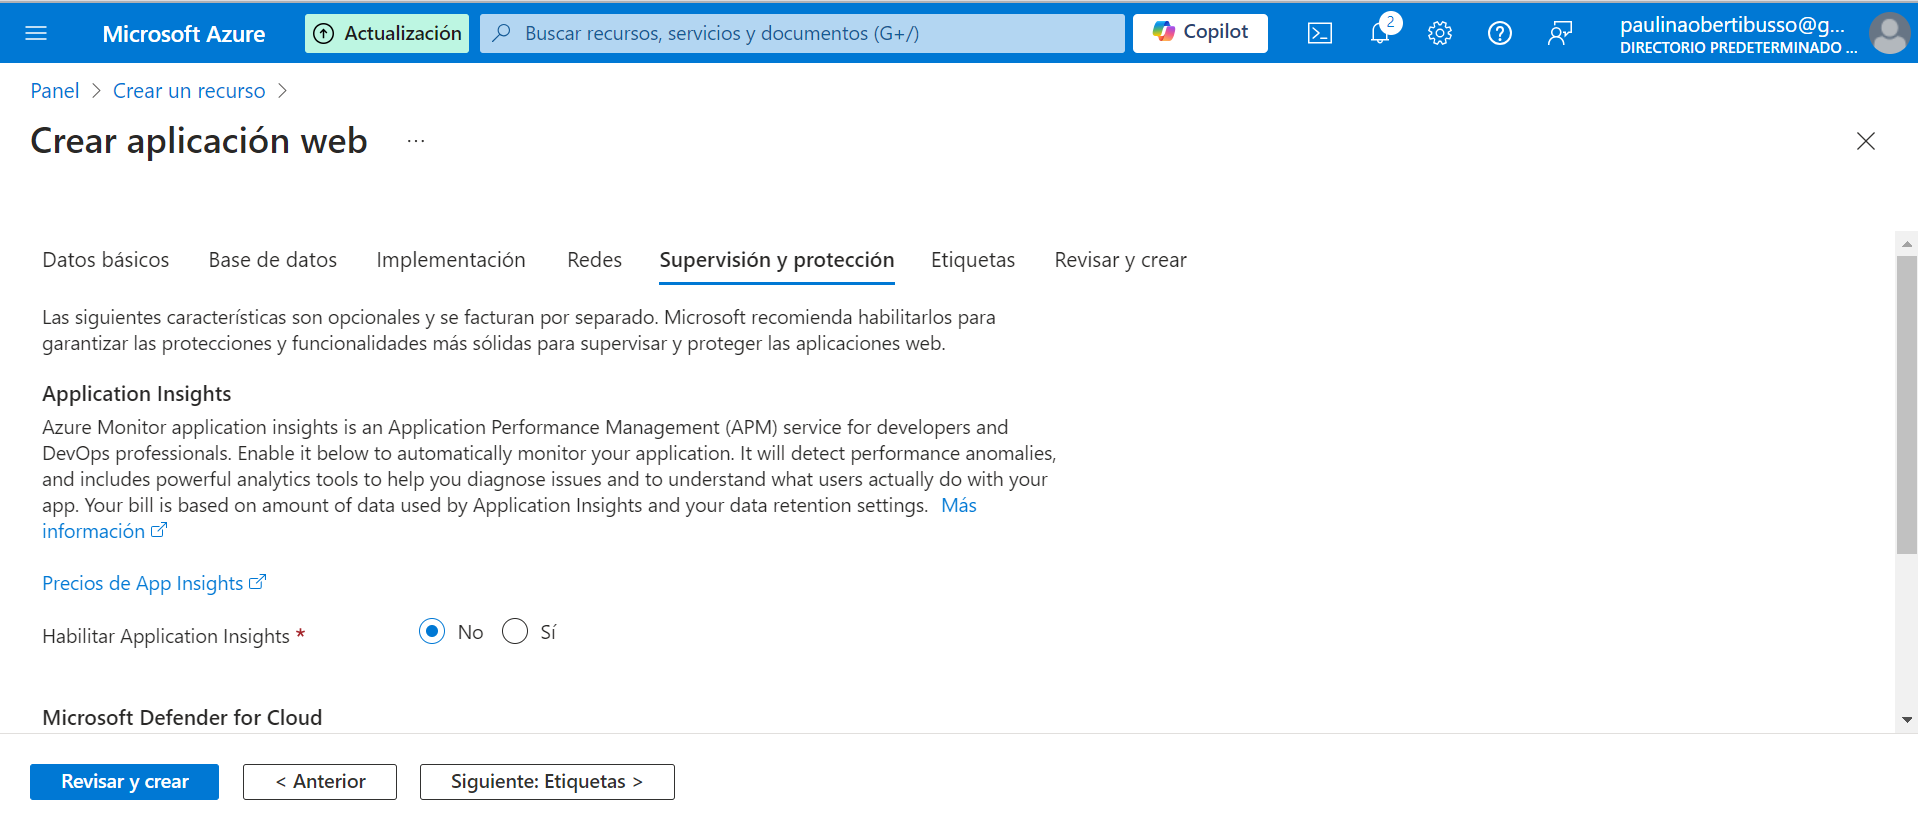 Microsoft Azure
Actualización
Buscar recursos, servicios y documentos (G+/)
Copilot
2
paulinaobertibusso@g...
DIRECTORIO PREDETERMINADO ...
Panel > Crear un recurso >
Crear aplicación web ...
Datos básicos Base de datos Implementación Redes Supervisión y protección Etiquetas Revisar y crear
Las siguientes características son opcionales y se facturan por separado. Microsoft recomienda habilitarlos para
garantizar las protecciones y funcionalidades más sólidas para supervisar y proteger las aplicaciones web.
Application Insights
Azure Monitor application insights is an Application Performance Management (APM) service for developers and
DevOps professionals. Enable it below to automatically monitor your application. It will detect performance anomalies,
and includes powerful analytics tools to help you diagnose issues and to understand what users actually do with your
app. Your bill is based on amount of data used by Application Insights and your data retention settings. Más
información
Precios de App Insights
Habilitar Application Insights * No Sí
Microsoft Defender for Cloud
Revisar y crear < Anterior Siguiente: Etiquetas >